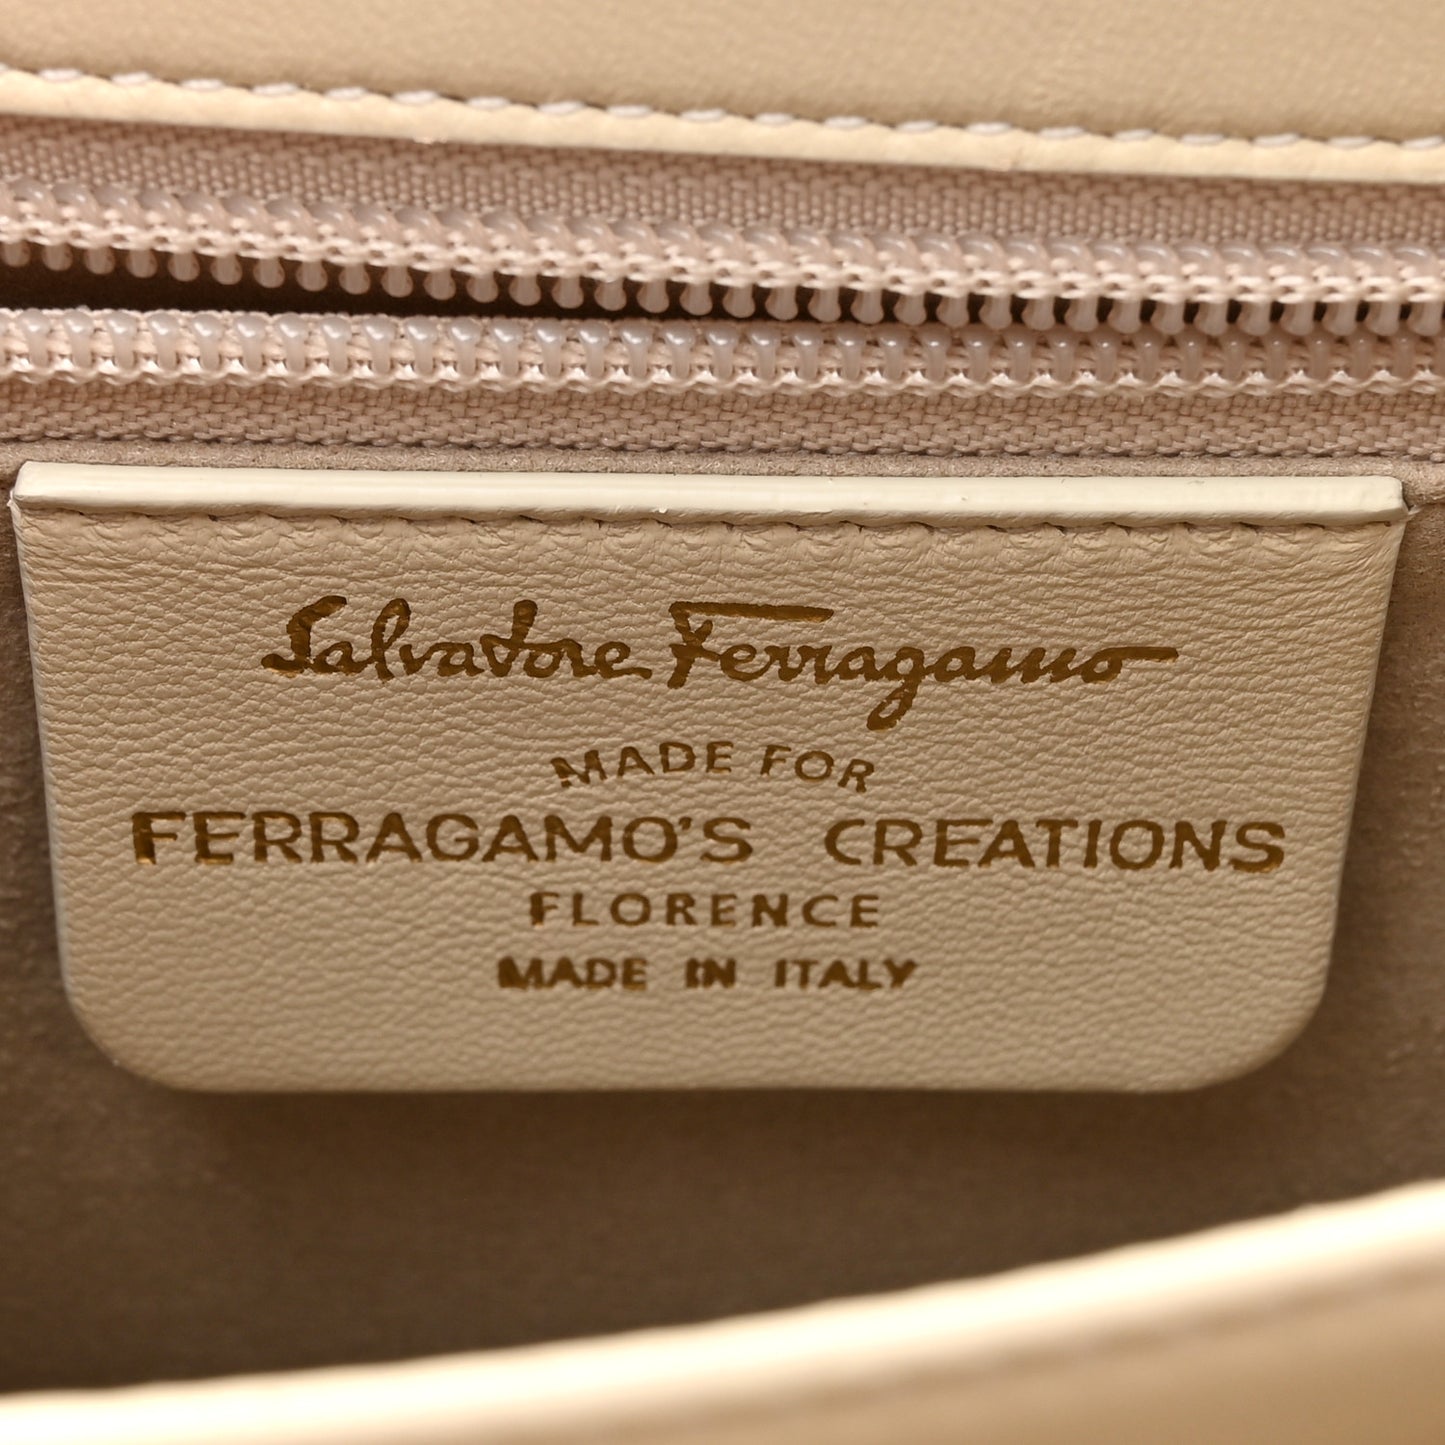 Salvatore Ferragamo
MADE FOR
FERRAGAMO'S CREATIONS
FLORENCE
MADE IN ITALY